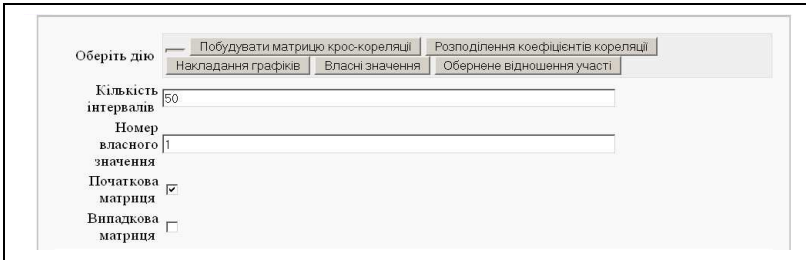 Оберіть дію
Побудувати матрицю крос-кореляції Розподілення коефіцієнтів кореляції
Накладання графіків Власні значення Обернене відношення участі
Кількість
інтервалів
50
Номер
власного
значення
1
Початкова
матриця
Випадкова
матриця